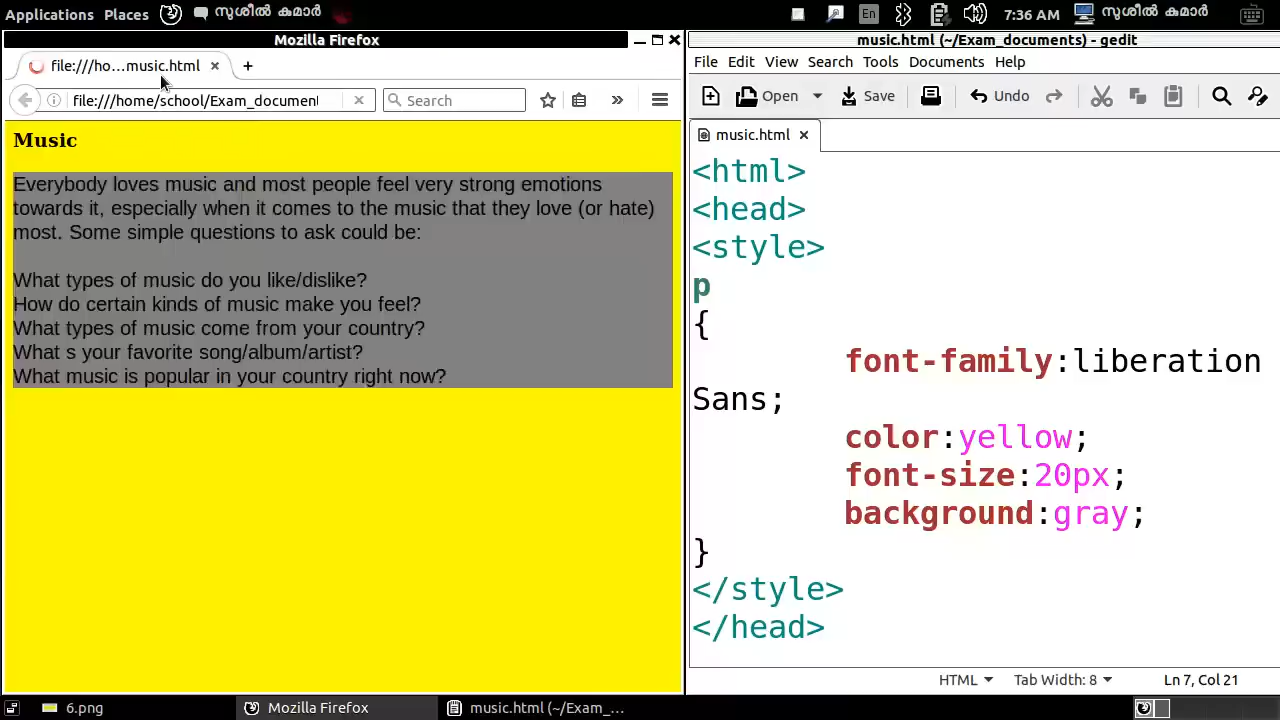 Applications Places സുശീൽ കുമാർ En 7:36 AM സുശീൽ കുമാർ
Mozilla Firefox
file:///ho...music.html
file:///home/school/Exam_document
Search
Music
Everybody loves music and most people feel very strong emotions
towards it, especially when it comes to the music that they love (or hate)
most. Some simple questions to ask could be:
What types of music do you like/dislike?
How do certain kinds of music make you feel?
What types of music come from your country?
What s your favorite song/album/artist?
What music is popular in your country right now?
music.html (~/Exam_documents) - gedit
File Edit View Search Tools Documents Help
Open Save Undo
music.html
<html>
<head>
<style>
p
{
font-family:liberation
Sans;
color:yellow;
font-size:20px;
background:gray;
}
</style>
</head>
HTML Tab Width: 8 Ln 7, Col 21
6.png Mozilla Firefox music.html (~/Exam_...